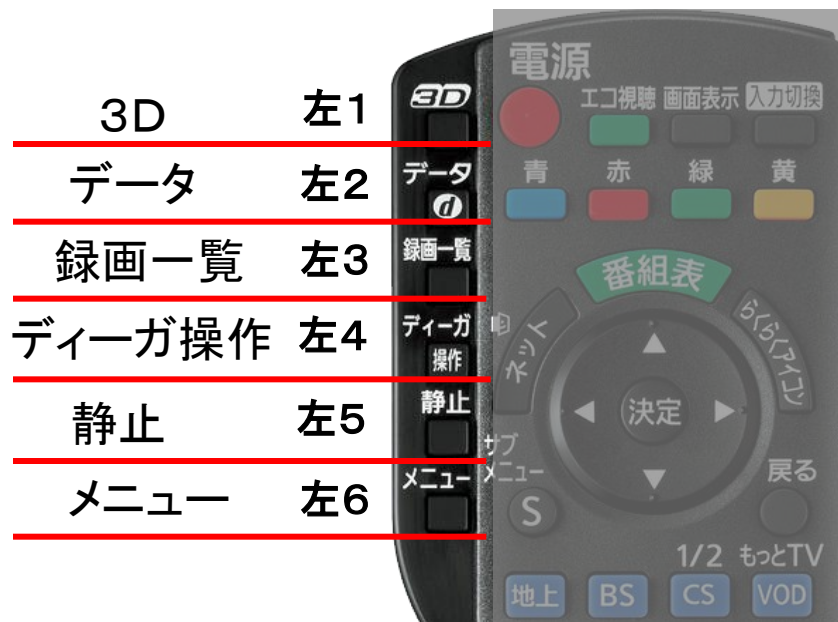 電源
3D 左1 3D エコ視聴 画面表示 入力切換
データ 左2 データ 青 赤 緑 黄
d
録画一覧 左3 録画一覧 番組表
ディーガ操作 左4 ディーガ ネット らくらくアイコン
操作
決定
静止 左5 静止
サブ
メニュー
メニュー 左6 メニュー S 戻る
1/2 もっとTV
地上 BS CS VOD